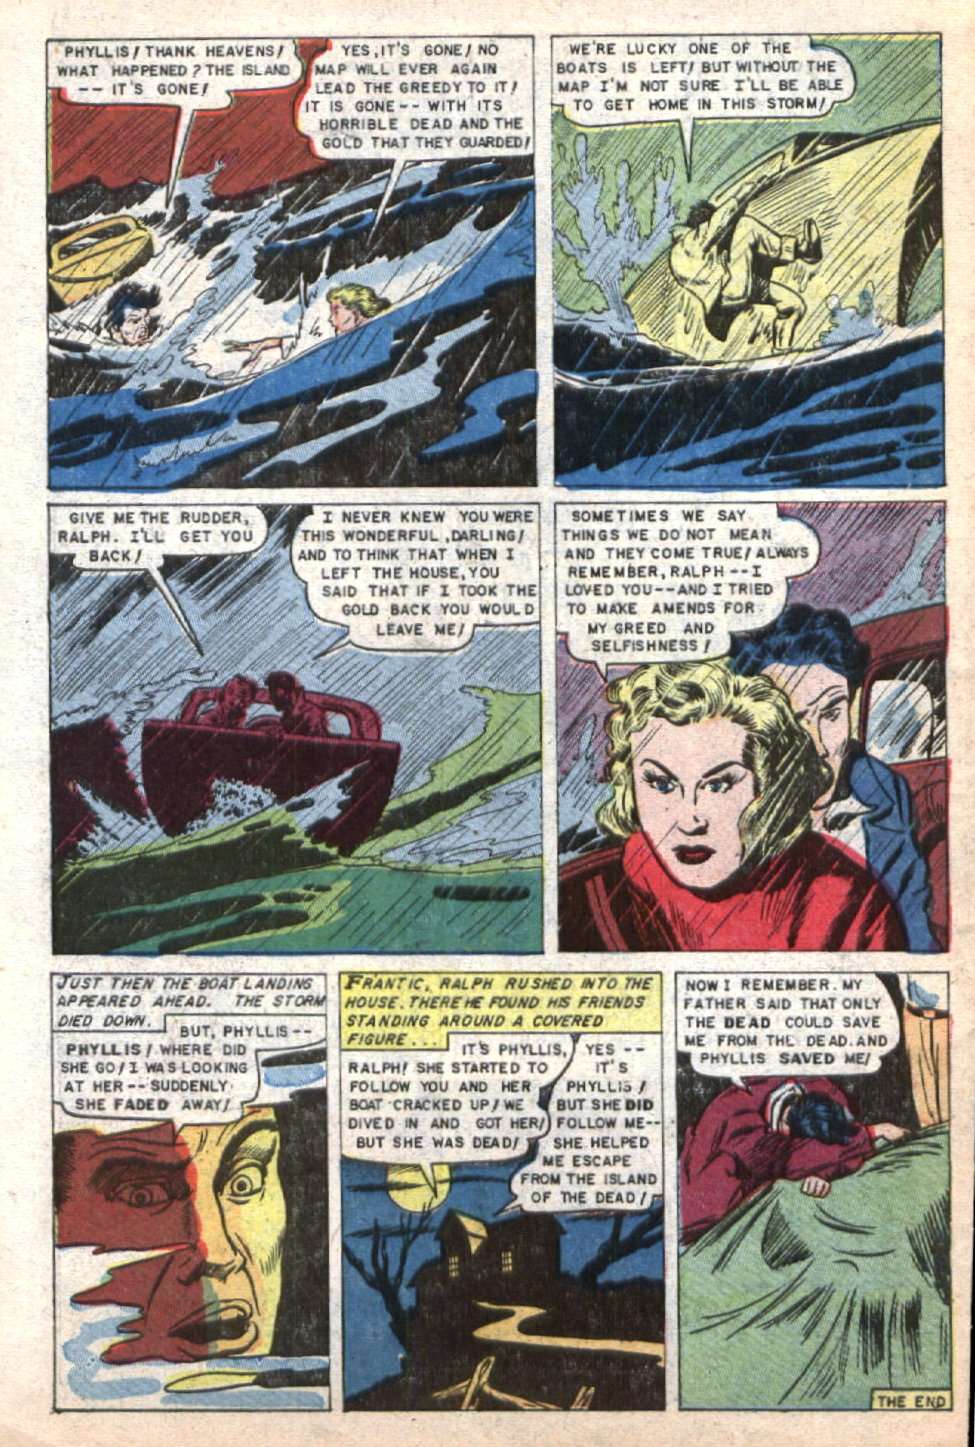 PHYLLIS! THANK HEAVENS!
WHAT HAPPENED? THE ISLAND
-- IT'S GONE!
YES, IT'S GONE! NO
MAP WILL EVER AGAIN
LEAD THE GREEDY TO IT!
IT IS GONE -- WITH ITS
HORRIBLE DEAD AND THE
GOLD THAT THEY GUARDED!
WE'RE LUCKY ONE OF THE
BOATS IS LEFT! BUT WITHOUT THE
MAP I'M NOT SURE I'LL BE ABLE
TO GET HOME IN THIS STORM!
GIVE ME THE RUDDER,
RALPH. I'LL GET YOU
BACK!
I NEVER KNEW YOU WERE
THIS WONDERFUL, DARLING!
AND TO THINK THAT WHEN I
LEFT THE HOUSE, YOU
SAID THAT IF I TOOK THE
GOLD BACK YOU WOULD
LEAVE ME!
SOMETIMES WE SAY
THINGS WE DO NOT MEAN
AND THEY COME TRUE! ALWAYS
REMEMBER, RALPH -- I
LOVED YOU -- AND I TRIED
TO MAKE AMENDS FOR
MY GREED AND
SELFISHNESS!
JUST THEN THE BOAT LANDING
APPEARED AHEAD. THE STORM
DIED DOWN.
BUT, PHYLLIS --
PHYLLIS! WHERE DID
SHE GO! I WAS LOOKING
AT HER -- SUDDENLY
SHE FADED AWAY!
FRANTIC, RALPH RUSHED INTO THE
HOUSE. THERE HE FOUND HIS FRIENDS
STANDING AROUND A COVERED
FIGURE...
IT'S PHYLLIS,
RALPH! SHE STARTED TO
FOLLOW YOU AND HER
BOAT CRACKED UP! WE
DIVED IN AND GOT HER!
BUT SHE WAS DEAD!
YES --
IT'S
PHYLLIS!
BUT SHE DID
FOLLOW ME --
SHE HELPED
ME ESCAPE
FROM THE ISLAND
OF THE DEAD!
NOW I REMEMBER. MY
FATHER SAID THAT ONLY
THE DEAD COULD SAVE
ME FROM THE DEAD. AND
PHYLLIS SAVED ME!
THE END